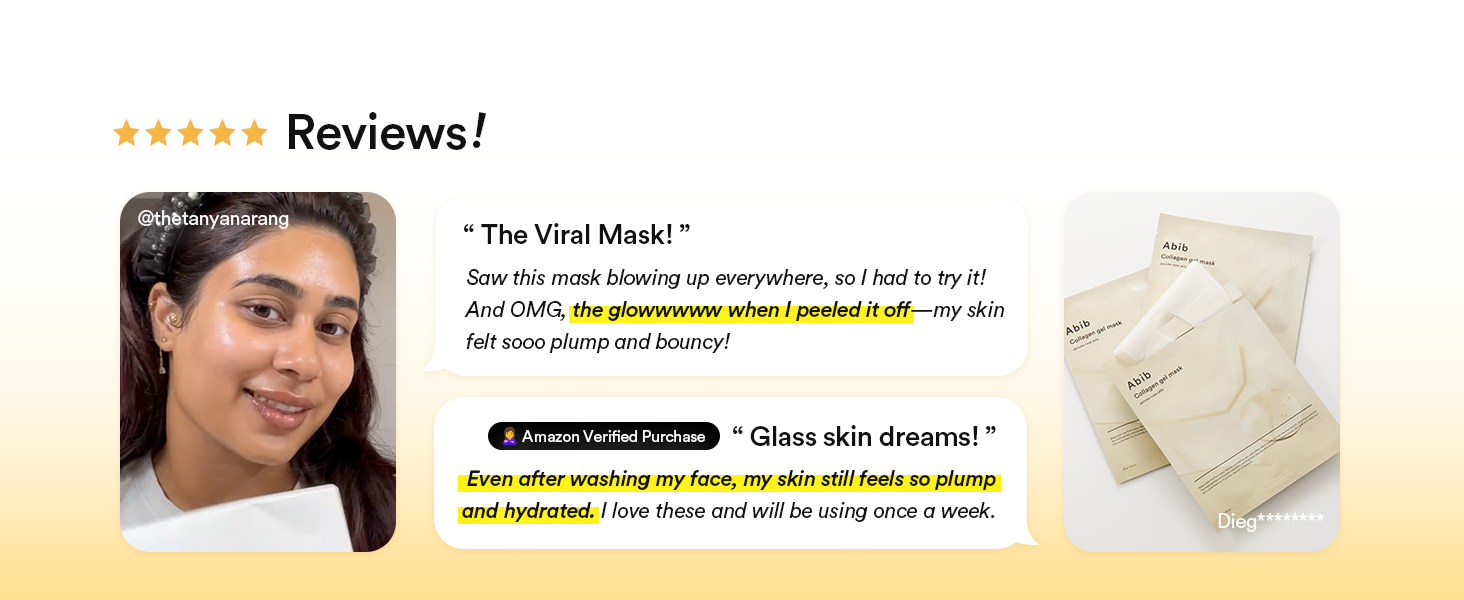 Reviews!
@thetanyanarang
“ The Viral Mask! ”
Saw this mask blowing up everywhere, so I had to try it!
And OMG, the glowwwww when I peeled it off—my skin
felt sooo plump and bouncy!
Amazon Verified Purchase
“ Glass skin dreams! ”
Even after washing my face, my skin still feels so plump
and hydrated. I love these and will be using once a week.
Abib
Collagen gel mask
Abib
Collagen gel mask
Abib
Collagen gel mask
Dieg********